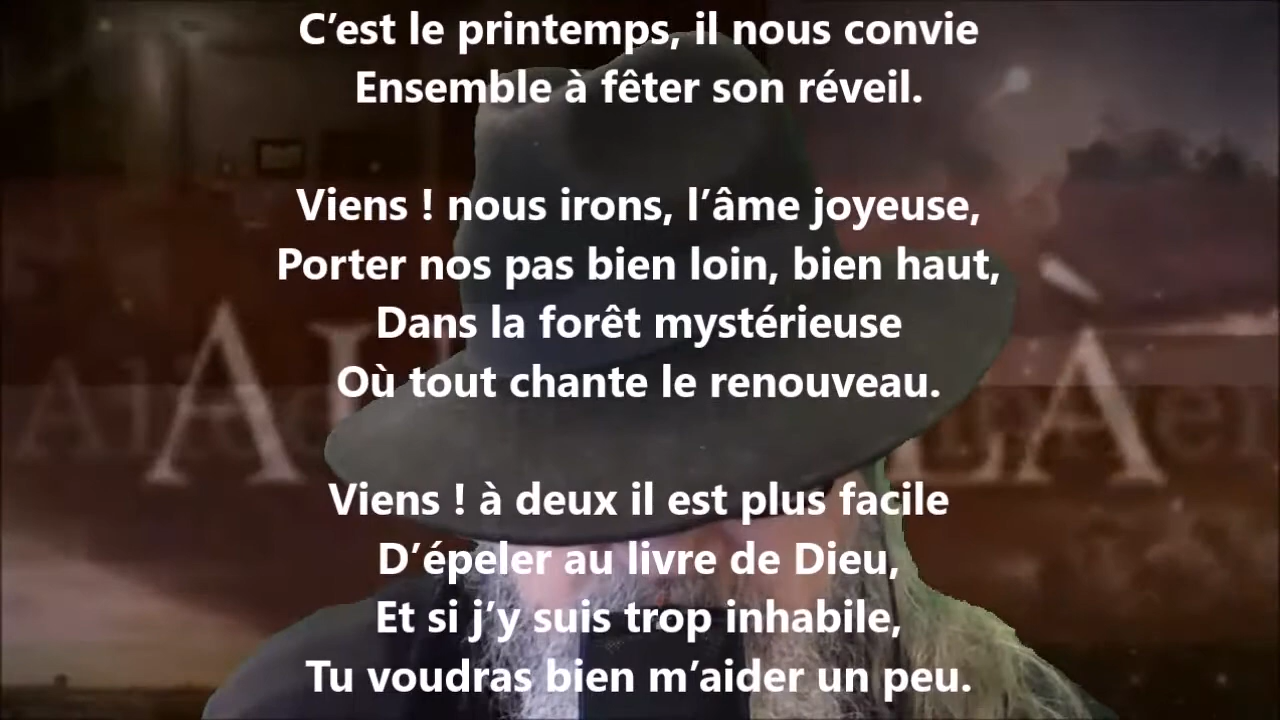 C’est le printemps, il nous convie
Ensemble à fêter son réveil.
Viens ! nous irons, l’âme joyeuse,
Porter nos pas bien loin, bien haut,
Dans la forêt mystérieuse
Où tout chante le renouveau.
Viens ! à deux il est plus facile
D’épeler au livre de Dieu,
Et si j’y suis trop inhabile,
Tu voudras bien m’aider un peu.